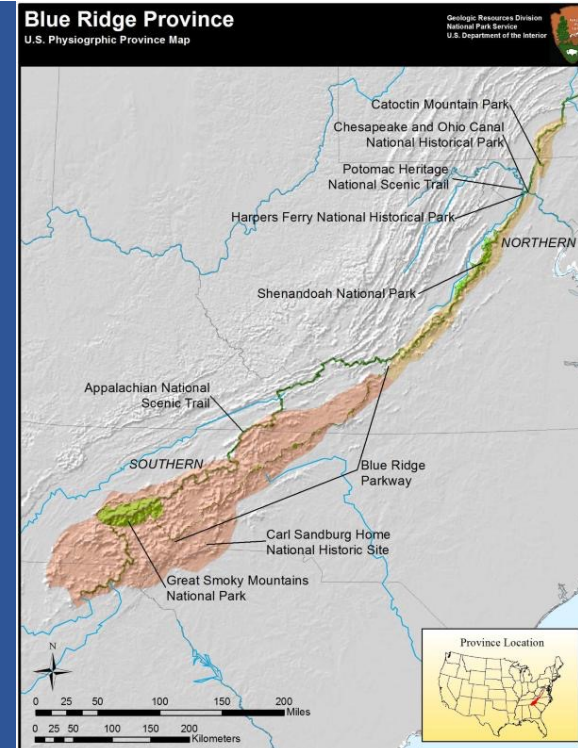 Blue Ridge Province
U.S. Physiogrphic Province Map
Geologic Resources Division
National Park Service
U.S. Department of the Interior
Catoctin Mountain Park
Chesapeake and Ohio Canal
National Historical Park
Potomac Heritage
National Scenic Trail
Harpers Ferry National Historical Park
NORTHERN
Shenandoah National Park
Appalachian National
Scenic Trail
SOUTHERN
Blue Ridge
Parkway
Carl Sandburg Home
National Historic Site
Great Smoky Mountains
National Park
N
0 25 50 100 150 200
Miles
0 25 50 100 150 200
Kilometers
Province Location